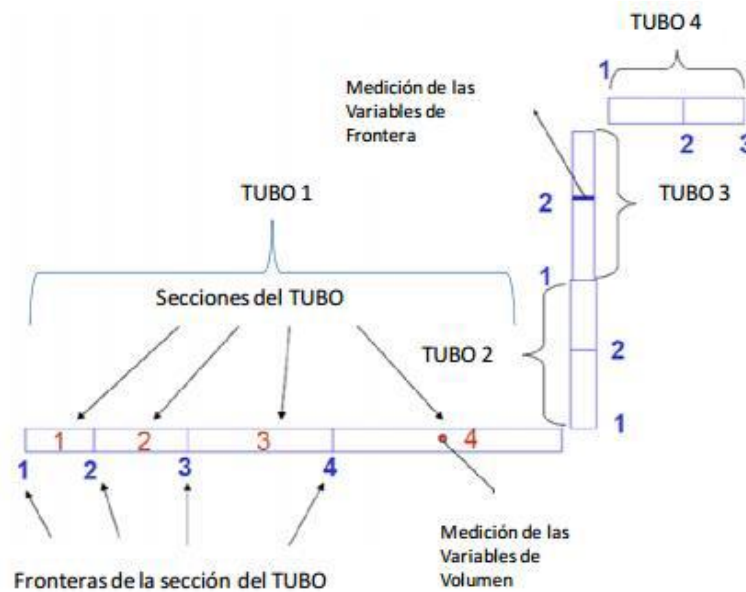 TUBO 4
1
2
3
Medición de las
Variables de
Frontera
TUBO 3
2
1
TUBO 1
Secciones del TUBO
TUBO 2
2
1
1
2
3
4
1
2
3
4
Fronteras de la sección del TUBO
Medición de las
Variables de
Volumen